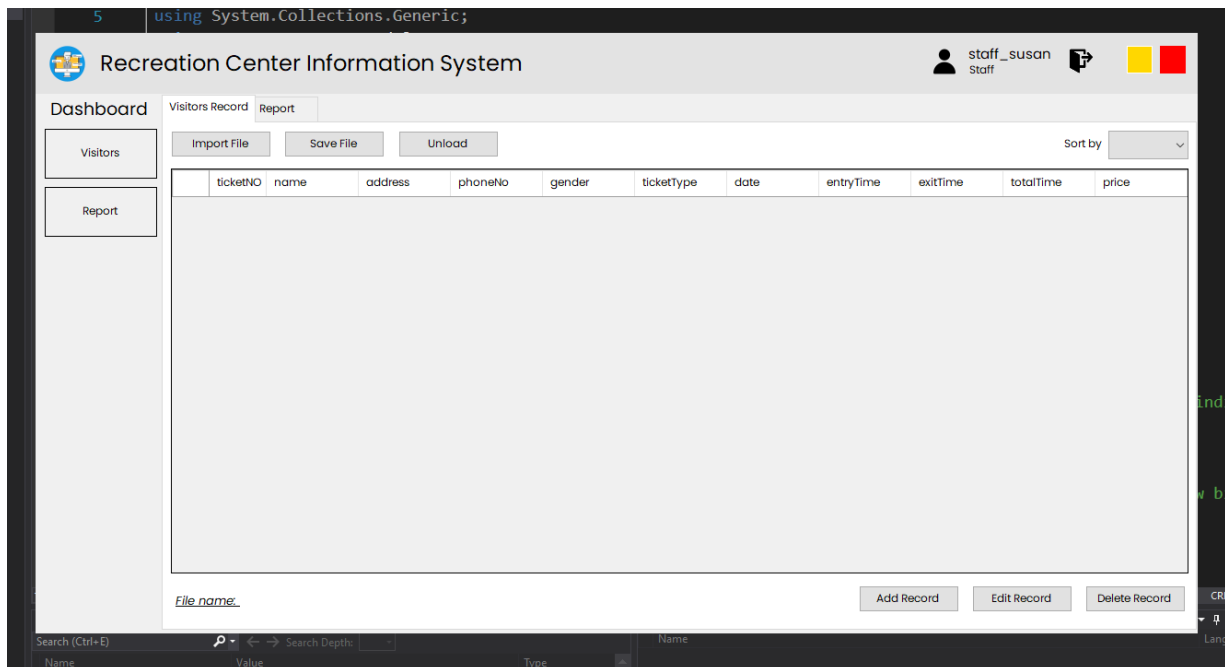 5 using System.Collections.Generic;
Recreation Center Information System
staff_susan
Staff
Dashboard
Visitors
Report
Visitors Record Report
Import File Save File Unload Sort by
ticketNO name address phoneNo gender ticketType date entryTime exitTime totalTime price
ind
w b
File name:
Add Record Edit Record Delete Record
CRL
Search (Ctrl+E) Search Depth:
Name Value Type
Name